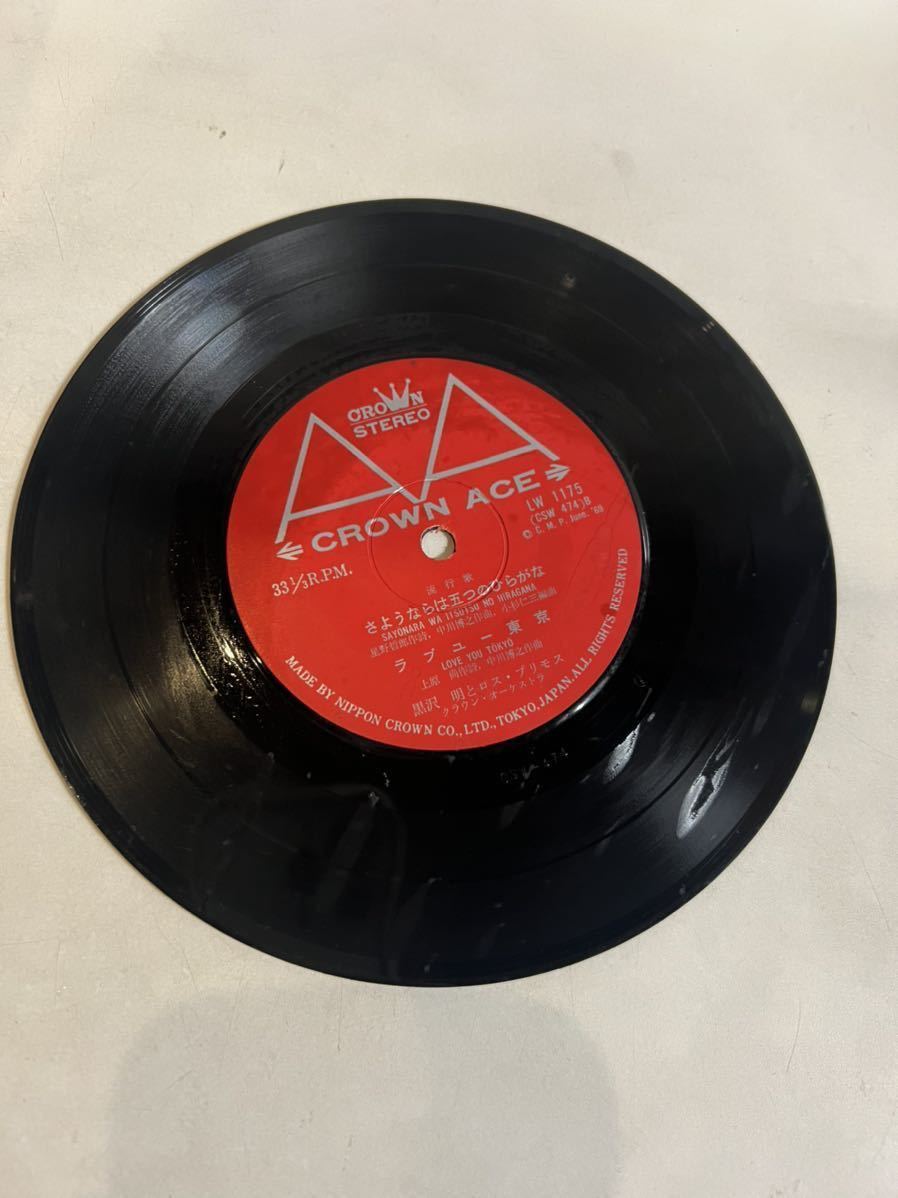 CROWN
STEREO
CROWN ACE
LW 1175
(CSW 474)B
Ⓒ C. M. P. June. '69
33 1/3 R.P.M.
流行歌
さようならは五つのひらがな
SAYONARA WA ITSUTSU NO HIRAGANA
星野哲郎作詩, 中川博之作曲, 小杉仁三編曲
ラブユー東京
LOVE YOU TOKYO
上原 尚作詩, 中川博之作曲
黒沢 明とロス・プリモス
クラウン・オーケストラ
MADE BY NIPPON CROWN CO., LTD., TOKYO, JAPAN. ALL RIGHTS RESERVED